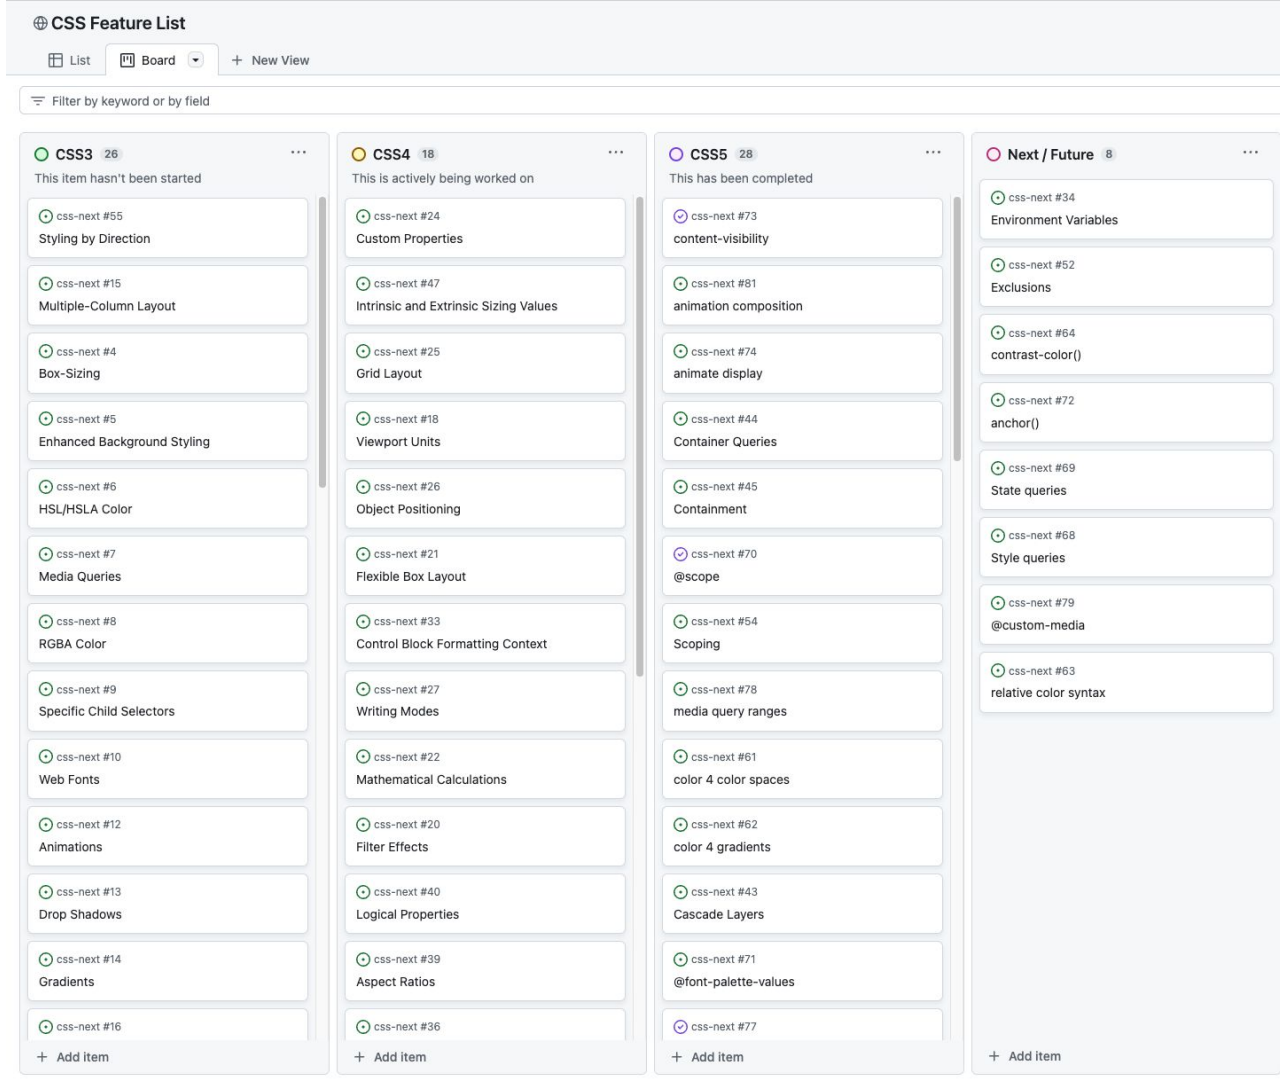 CSS Feature List
List
Board
+ New View
Filter by keyword or by field
CSS3 26
This item hasn't been started
css-next #55
Styling by Direction
css-next #15
Multiple-Column Layout
css-next #4
Box-Sizing
css-next #5
Enhanced Background Styling
css-next #6
HSL/HSLA Color
css-next #7
Media Queries
css-next #8
RGBA Color
css-next #9
Specific Child Selectors
css-next #10
Web Fonts
css-next #12
Animations
css-next #13
Drop Shadows
css-next #14
Gradients
css-next #16
+ Add item
CSS4 18
This is actively being worked on
css-next #24
Custom Properties
css-next #47
Intrinsic and Extrinsic Sizing Values
css-next #25
Grid Layout
css-next #18
Viewport Units
css-next #26
Object Positioning
css-next #21
Flexible Box Layout
css-next #33
Control Block Formatting Context
css-next #27
Writing Modes
css-next #22
Mathematical Calculations
css-next #20
Filter Effects
css-next #40
Logical Properties
css-next #39
Aspect Ratios
css-next #36
+ Add item
CSS5 28
This has been completed
css-next #73
content-visibility
css-next #81
animation composition
css-next #74
animate display
css-next #44
Container Queries
css-next #45
Containment
css-next #70
@scope
css-next #54
Scoping
css-next #78
media query ranges
css-next #61
color 4 color spaces
css-next #62
color 4 gradients
css-next #43
Cascade Layers
css-next #71
@font-palette-values
css-next #77
+ Add item
Next / Future 8
css-next #34
Environment Variables
css-next #52
Exclusions
css-next #64
contrast-color()
css-next #72
anchor()
css-next #69
State queries
css-next #68
Style queries
css-next #79
@custom-media
css-next #63
relative color syntax
+ Add item